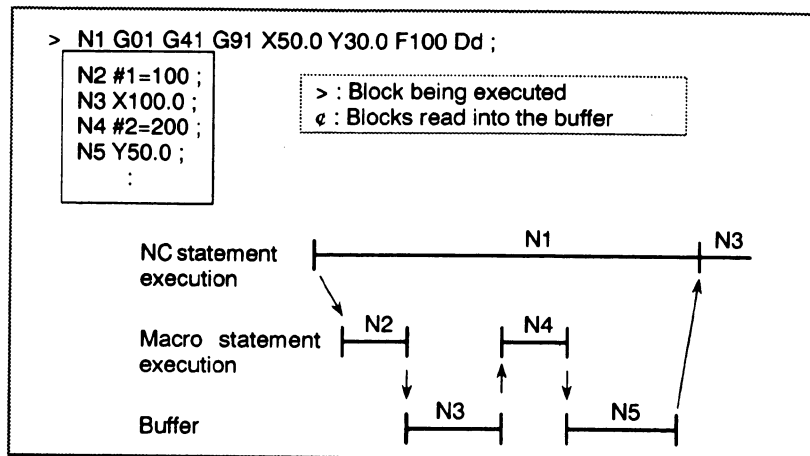 > N1 G01 G41 G91 X50.0 Y30.0 F100 Dd ;
N2 #1=100 ;
N3 X100.0 ;
N4 #2=200 ;
N5 Y50.0 ;
:
> : Block being executed
¢ : Blocks read into the buffer
NC statement
execution
N1
N3
Macro statement
execution
N2
N4
Buffer
N3
N5